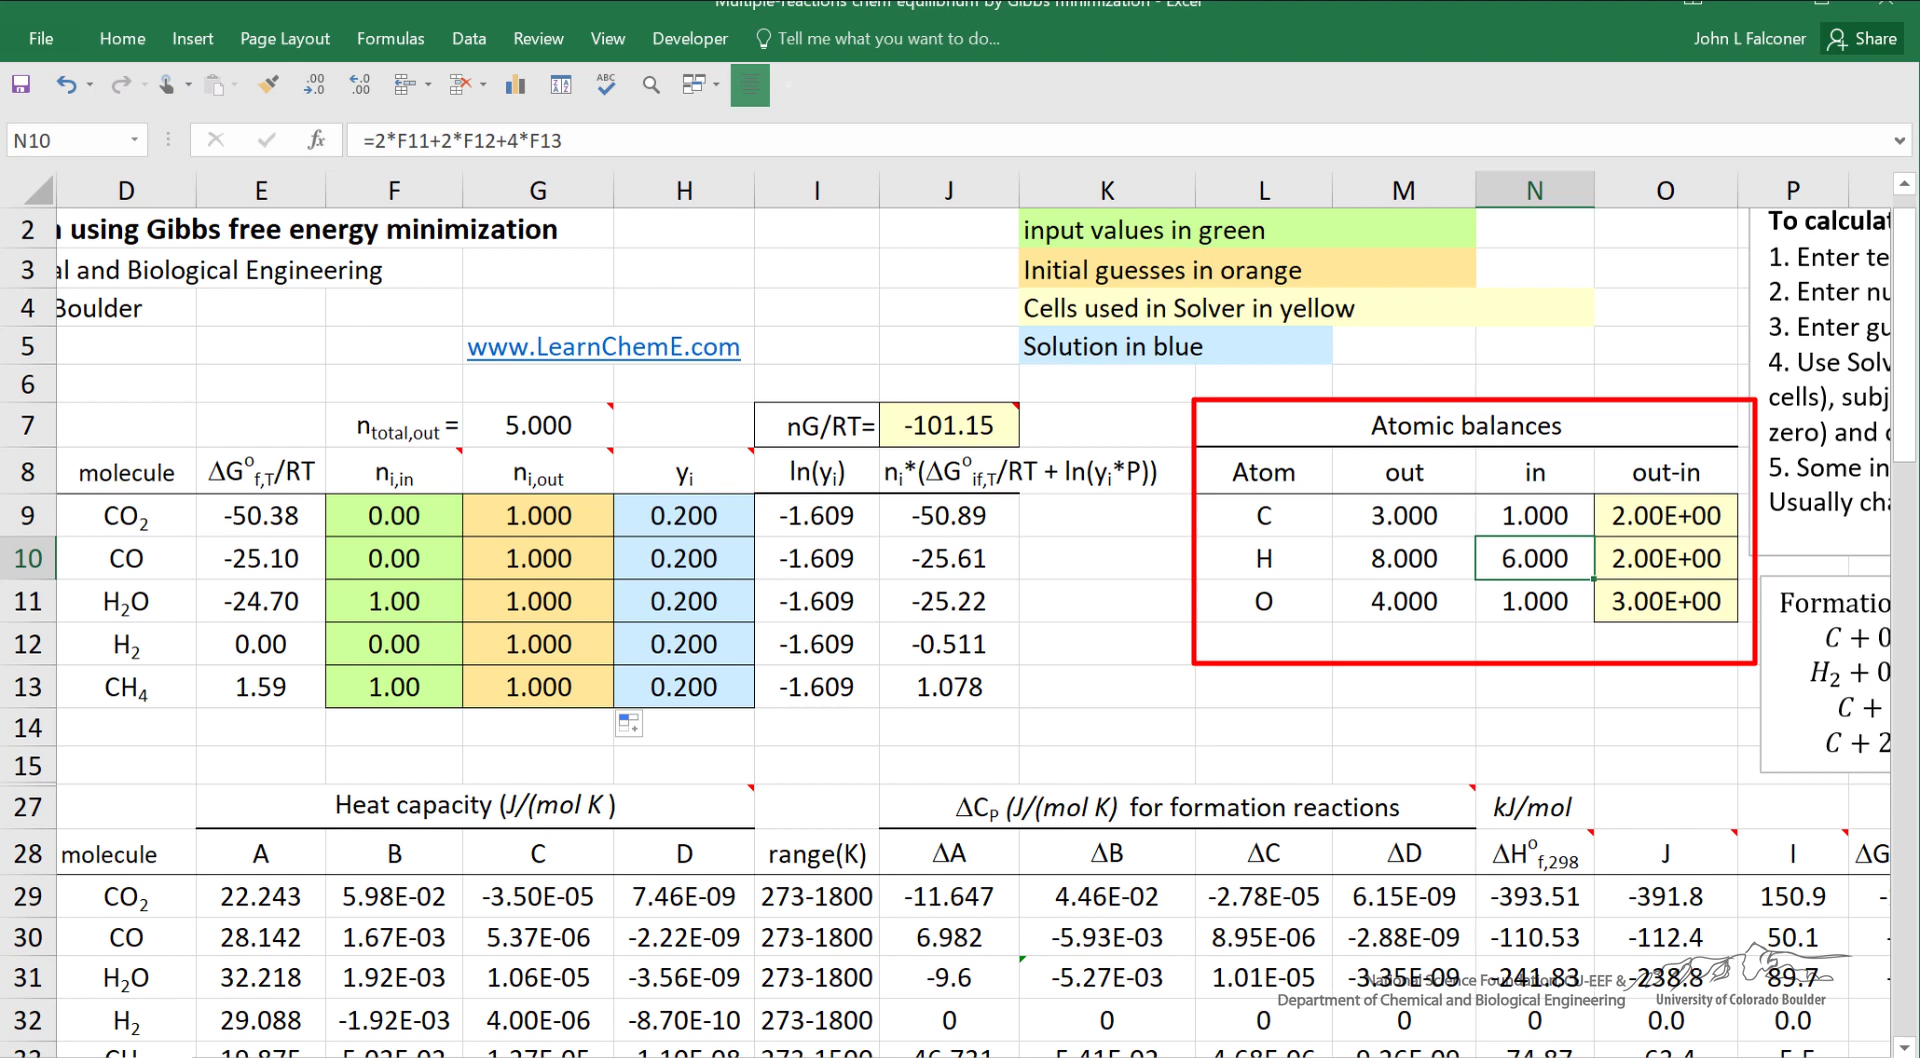 Multiple-reactions chem equilibrium by Gibbs minimization - Excel
File Home Insert Page Layout Formulas Data Review View Developer Tell me what you want to do... John L Falconer Share
N10 fx =2*F11+2*F12+4*F13
D E F G H I J K L M N O P
2 using Gibbs free energy minimization input values in green To calculat
3 al and Biological Engineering Initial guesses in orange 1. Enter te
4 Boulder Cells used in Solver in yellow 2. Enter nu
5 www.LearnChemE.com Solution in blue 3. Enter gu
6 4. Use Solv
cells), subj
7 n total,out = 5.000 nG/RT= -101.15 Atomic balances zero) and c
8 molecule ΔG°f,T/RT ni,in ni,out yi ln(yi) ni*(ΔG°if,T/RT + ln(yi*P)) Atom out in out-in 5. Some in
9 CO2 -50.38 0.00 1.000 0.200 -1.609 -50.89 C 3.000 1.000 2.00E+00 Usually cha
10 CO -25.10 0.00 1.000 0.200 -1.609 -25.61 H 8.000 6.000 2.00E+00
11 H2O -24.70 1.00 1.000 0.200 -1.609 -25.22 O 4.000 1.000 3.00E+00 Formatio
C + 0
12 H2 0.00 0.00 1.000 0.200 -1.609 -0.511
H2 + 0
13 CH4 1.59 1.00 1.000 0.200 -1.609 1.078
C +
14
C + 2
15
27 Heat capacity (J/(mol K) ΔCP (J/(mol K) for formation reactions kJ/mol
28 molecule A B C D range(K) ΔA ΔB ΔC ΔD ΔH°f,298 J I ΔG
29 CO2 22.243 5.98E-02 -3.50E-05 7.46E-09 273-1800 -11.647 4.46E-02 -2.78E-05 6.15E-09 -393.51 -391.8 150.9 -
30 CO 28.142 1.67E-03 5.37E-06 -2.22E-09 273-1800 6.982 -5.93E-03 8.95E-06 -2.88E-09 -110.53 -112.4 50.1
31 H2O 32.218 1.92E-03 1.06E-05 -3.56E-09 273-1800 -9.6 -5.27E-03 1.01E-05 -3.35E-09 -241.83 -238.8 89.7
National Science Foundation, CU-EEF &
Department of Chemical and Biological Engineering University of Colorado Boulder
32 H2 29.088 -1.92E-03 4.00E-06 -8.70E-10 273-1800 0 0 0 0 0 0.0 0.0